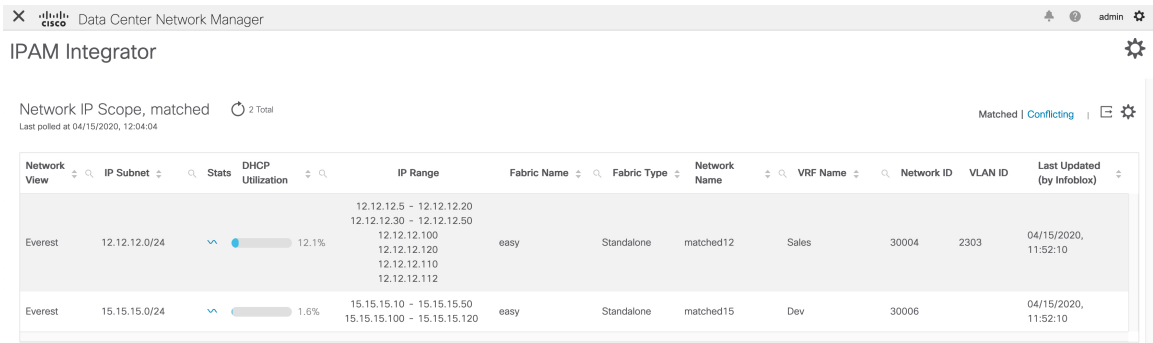 cisco Data Center Network Manager admin
IPAM Integrator
Network IP Scope, matched 2 Total
Matched | Conflicting |
Last polled at 04/15/2020, 12:04:04
Network View IP Subnet Stats DHCP Utilization IP Range Fabric Name Fabric Type Network Name VRF Name Network ID VLAN ID Last Updated (by Infoblox)
12.12.12.5 - 12.12.12.20
12.12.12.30 - 12.12.12.50
12.12.12.100
Everest 12.12.12.0/24 12.1% 12.12.12.120 easy Standalone matched12 Sales 30004 2303 04/15/2020, 11:52:10
12.12.12.110
12.12.12.112
15.15.15.10 - 15.15.15.50
Everest 15.15.15.0/24 1.6% 15.15.15.100 - 15.15.15.120 easy Standalone matched15 Dev 30006 04/15/2020, 11:52:10